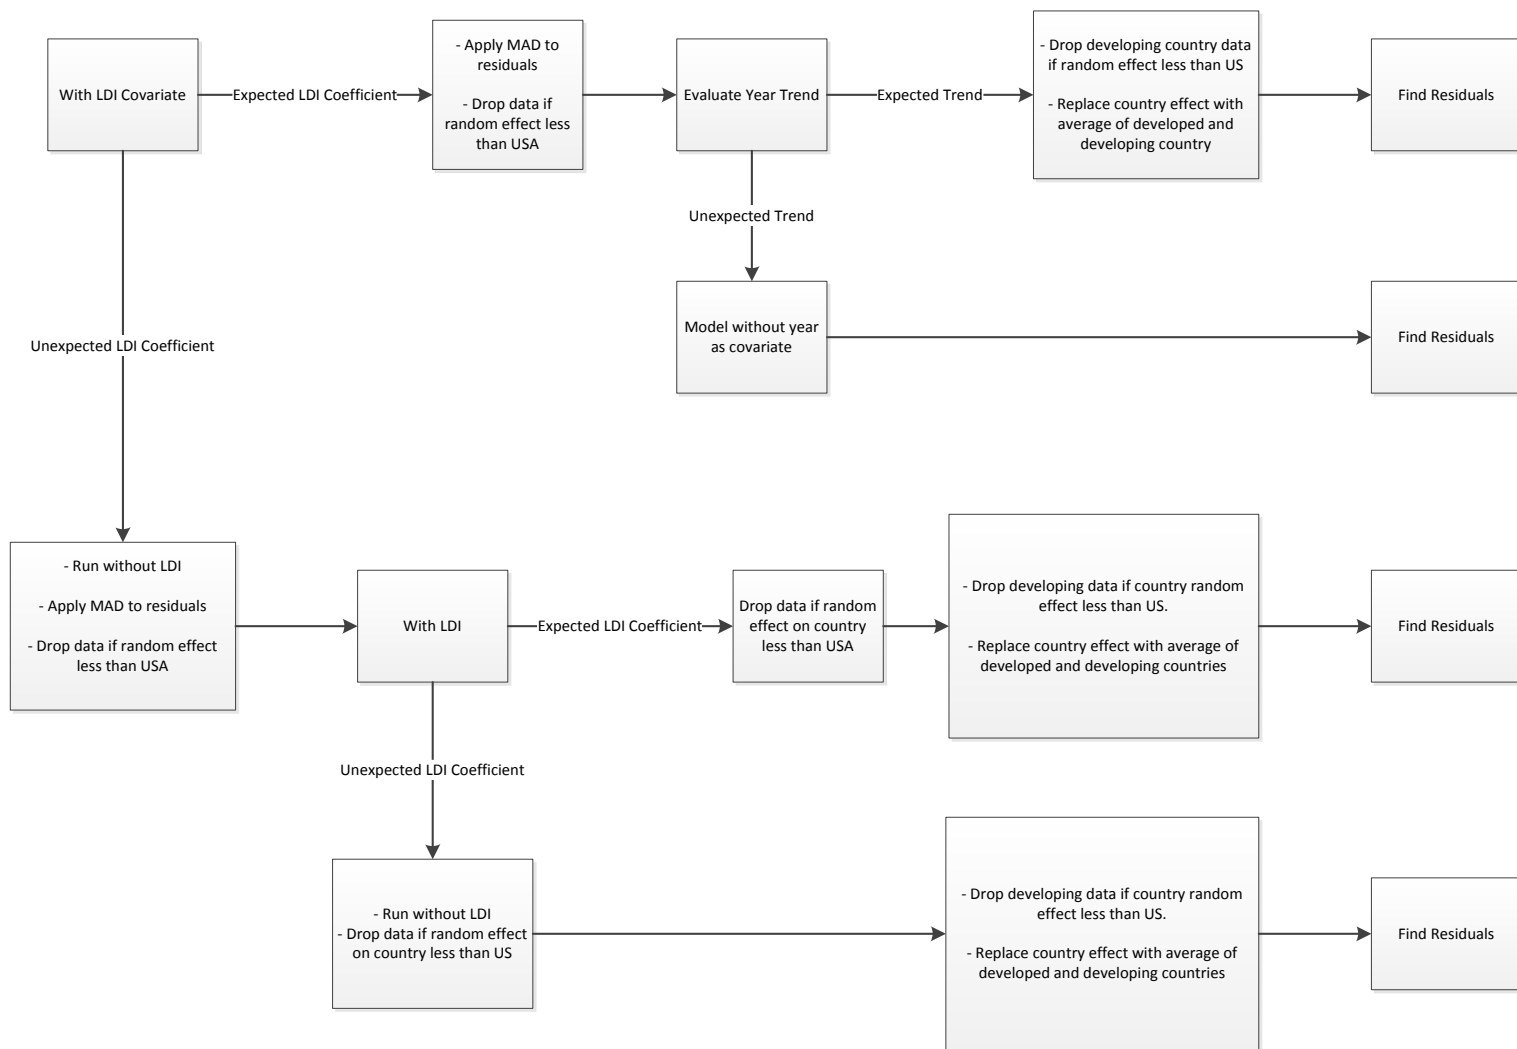 With LDI Covariate
Expected LDI Coefficient
- Apply MAD to
residuals
- Drop data if
random effect less
than USA
Evaluate Year Trend
Expected Trend
- Drop developing country data
if random effect less than US
- Replace country effect with
average of developed and
developing country
Find Residuals
Unexpected Trend
Model without year
as covariate
Find Residuals
Unexpected LDI Coefficient
- Run without LDI
- Apply MAD to residuals
- Drop data if random effect
less than USA
With LDI
Expected LDI Coefficient
Drop data if random
effect on country
less than USA
- Drop developing data if country random
effect less than US.
- Replace country effect with average of
developed and developing countries
Find Residuals
Unexpected LDI Coefficient
- Run without LDI
- Drop data if random effect
on country less than US
- Drop developing data if country random
effect less than US.
- Replace country effect with average of
developed and developing countries
Find Residuals